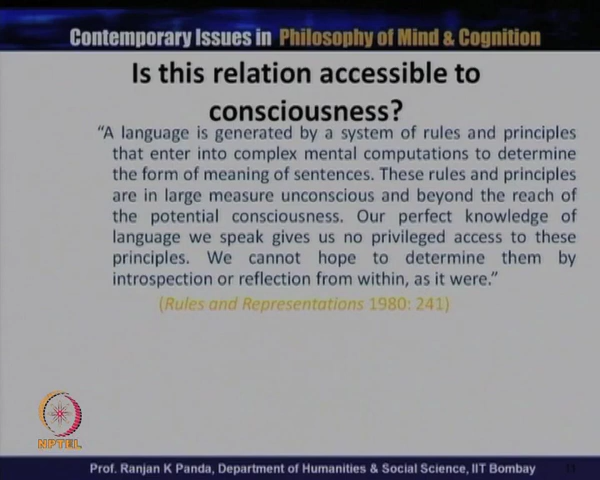 Contemporary Issues in Philosophy of Mind & Cognition
Is this relation accessible to
consciousness?
“A language is generated by a system of rules and principles
that enter into complex mental computations to determine
the form of meaning of sentences. These rules and principles
are in large measure unconscious and beyond the reach of
the potential consciousness. Our perfect knowledge of
language we speak gives us no privileged access to these
principles. We cannot hope to determine them by
introspection or reflection from within, as it were.”
(Rules and Representations 1980: 241)
NPTEL
Prof. Ranjan K Panda, Department of Humanities & Social Science, IIT Bombay